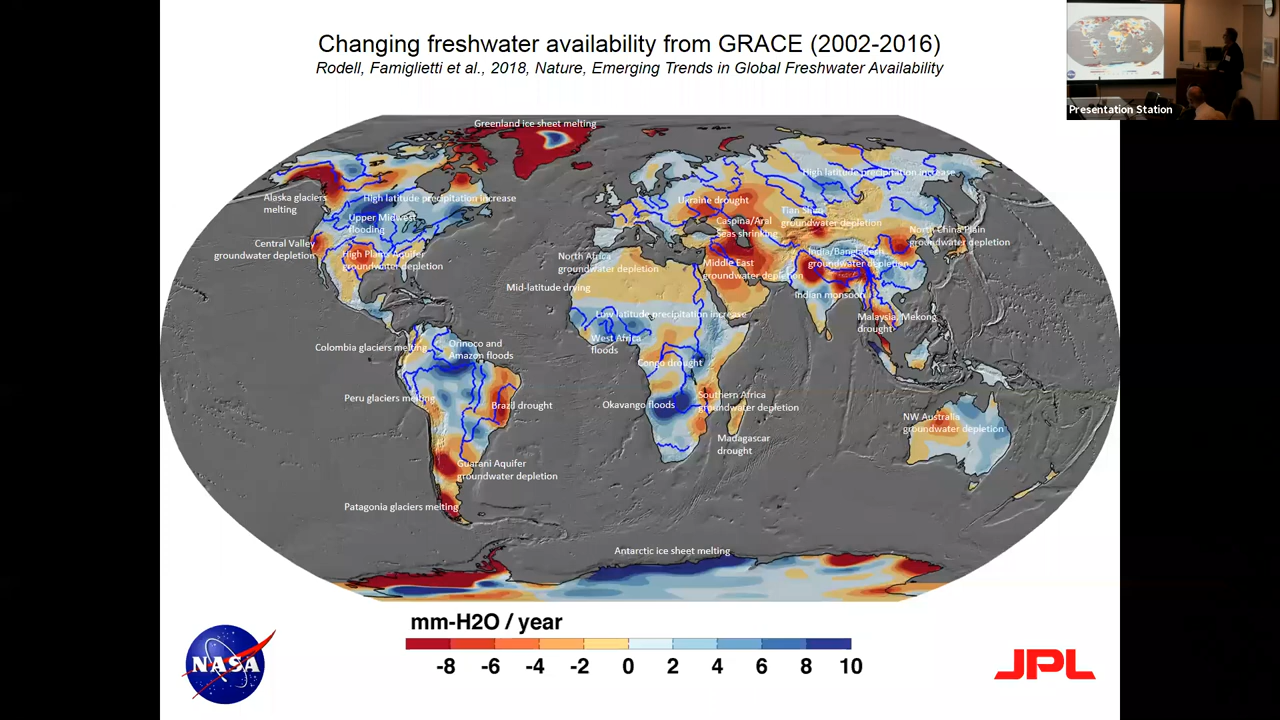 Changing freshwater availability from GRACE (2002-2016)
Rodell, Famiglietti et al., 2018, Nature, Emerging Trends in Global Freshwater Availability
Presentation Station
Greenland ice sheet melting
High latitude precipitation increase
Alaska glaciers
melting
High latitude precipitation increase
Ukraine drought
Upper Midwest
flooding
Caspina/Aral
Seas shrinking
Tian Shan
groundwater depletion
North China Plain
groundwater depletion
Central Valley
groundwater depletion
High Plains Aquifer
groundwater depletion
North Africa
groundwater depletion
Middle East
groundwater depletion
India/Bangladesh
groundwater depletion
Mid-latitude drying
Indian monsoon
Low latitude precipitation increase
Malaysia, Mekong
drought
Colombia glaciers melting
Orinoco and
Amazon floods
West Africa
floods
Congo drought
Peru glaciers melting
Brazil drought
Okavango floods
Southern Africa
groundwater depletion
NW Australia
groundwater depletion
Madagascar
drought
Guarani Aquifer
groundwater depletion
Patagonia glaciers melting
Antarctic ice sheet melting
mm-H2O / year
-8 -6 -4 -2 0 2 4 6 8 10
NASA
JPL